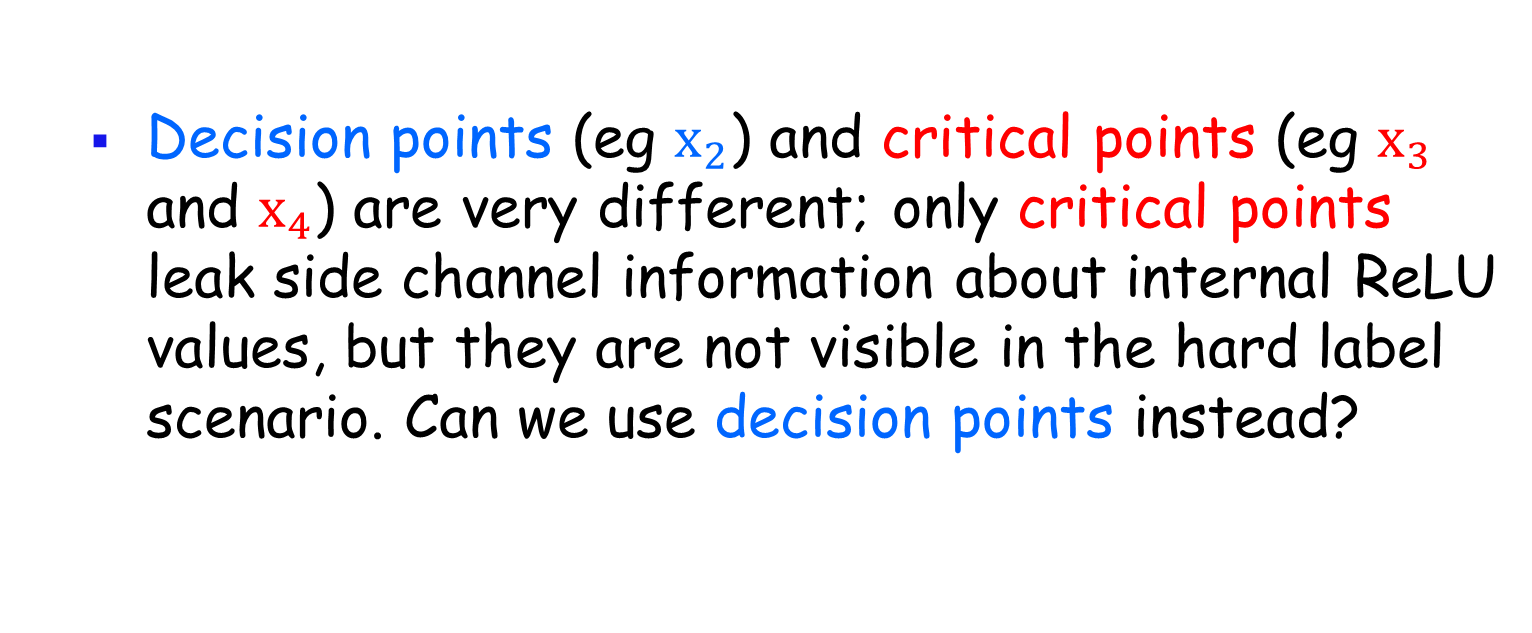 ▪ Decision points (eg x₂) and critical points (eg x₃
and x₄) are very different; only critical points
leak side channel information about internal ReLU
values, but they are not visible in the hard label
scenario. Can we use decision points instead?